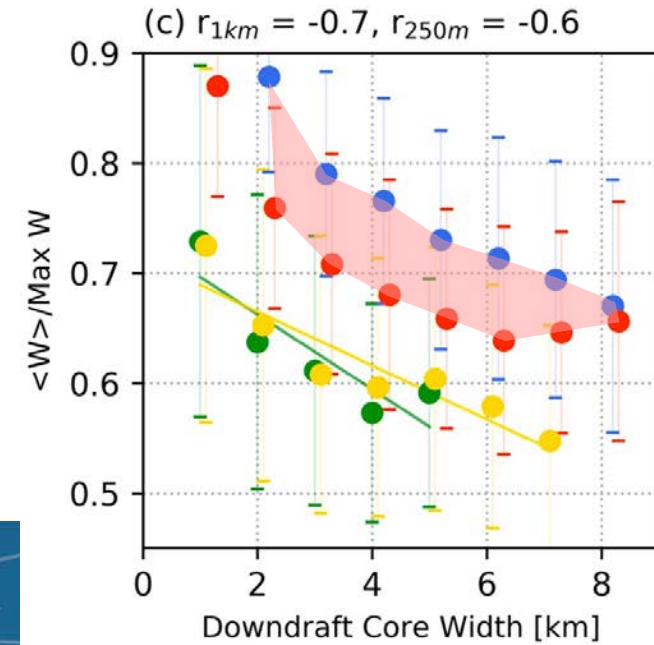 (c) r1km = -0.7, r250m = -0.6
0.9
0.8
0.7
0.6
0.5
<W>/Max W
0 2 4 6 8
Downdraft Core Width [km]